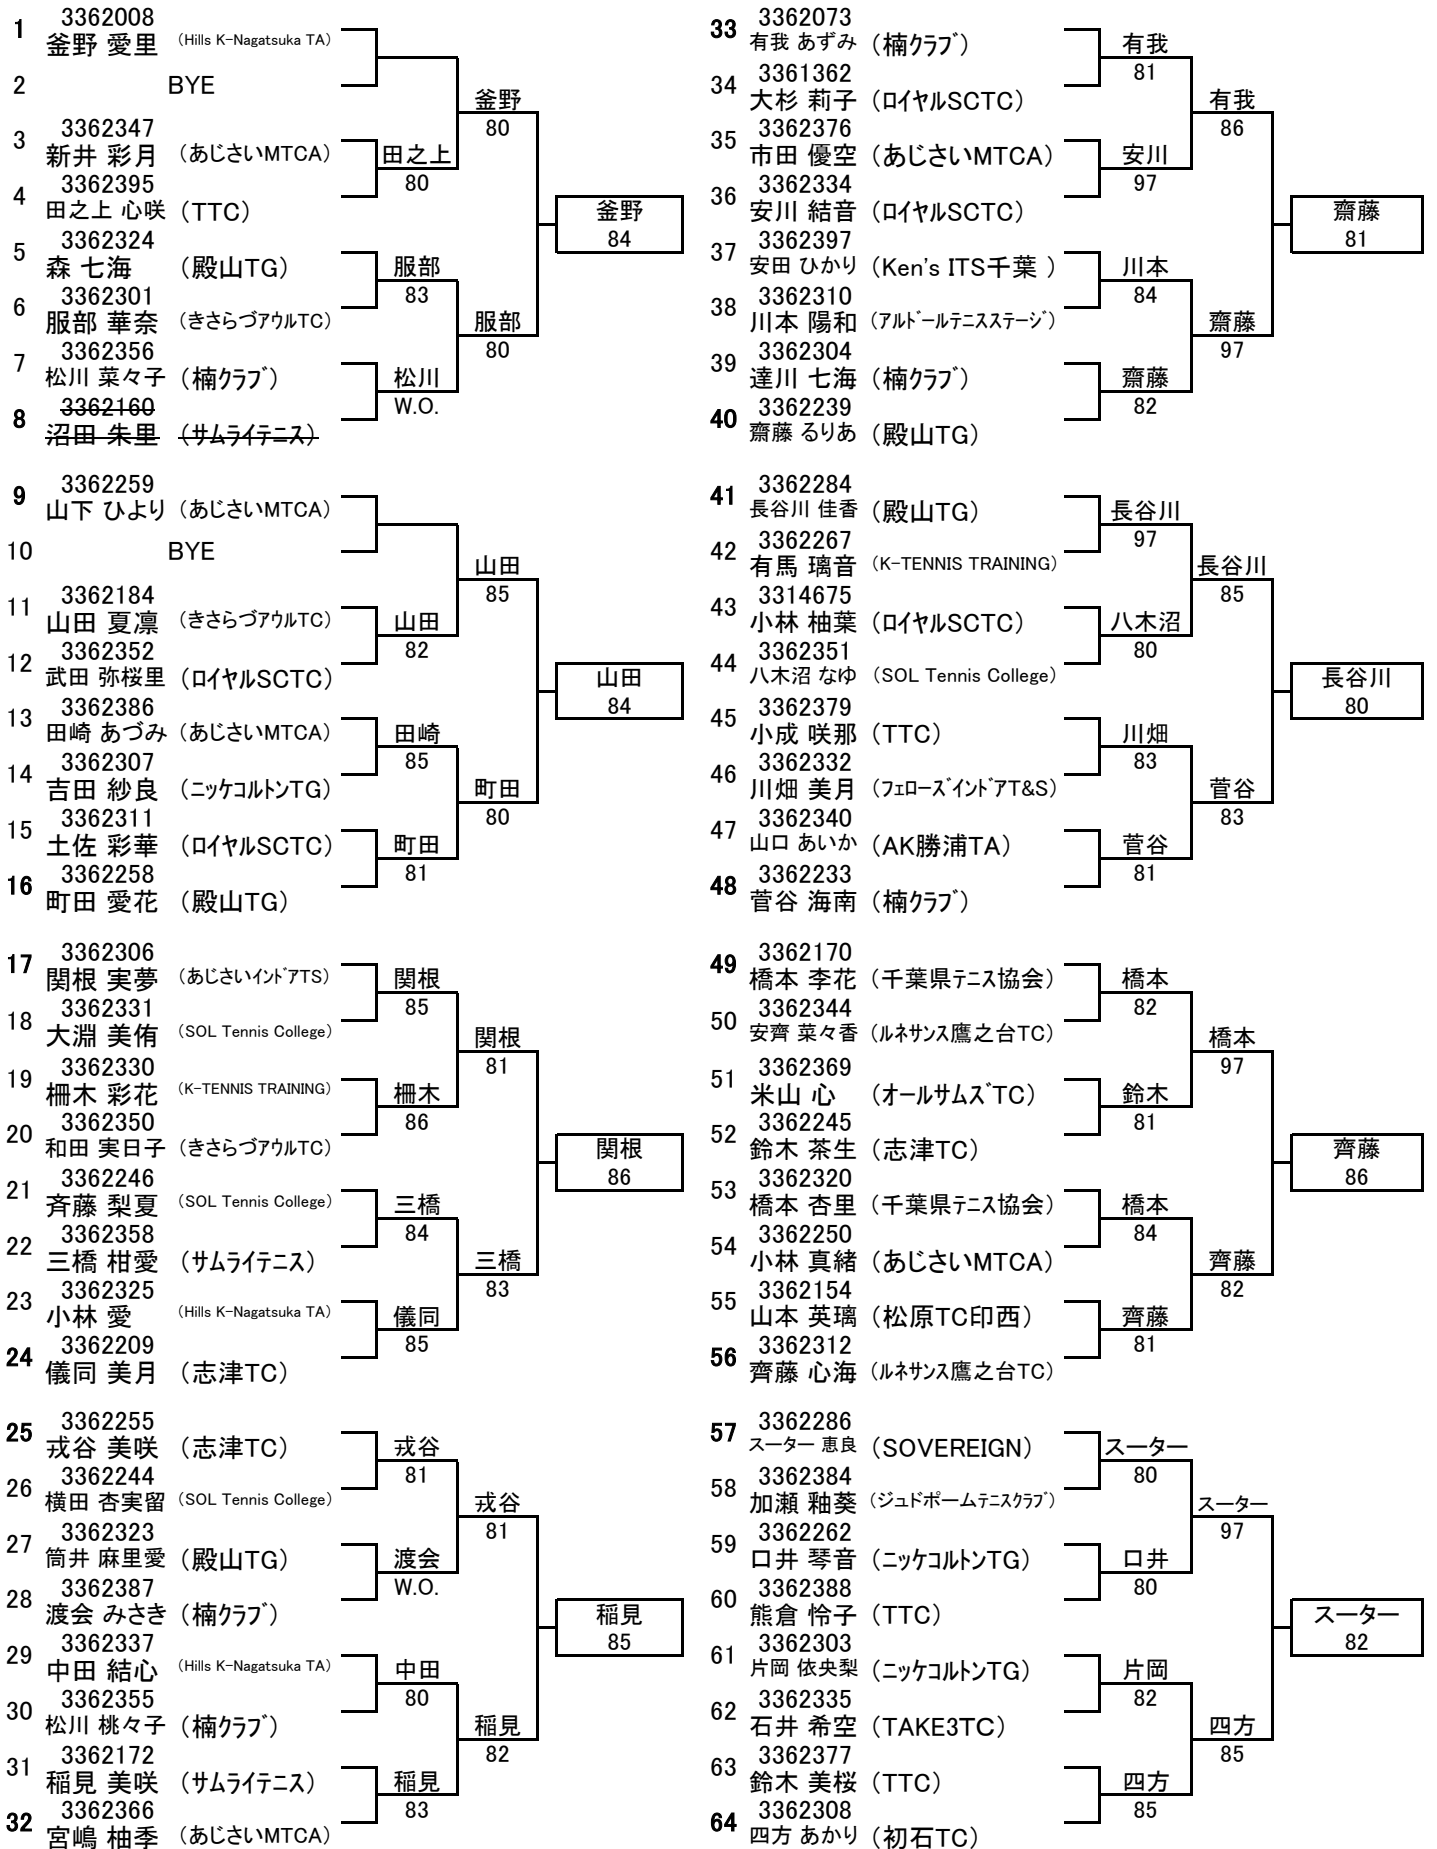 1 3362008
釜野 愛里 (Hills K-Nagatsuka TA)
2 BYE
釜野
80
3 3362347
新井 彩月 (あじさいMTCA)
田之上
80
4 3362395
田之上 心咲 (TTC)
釜野
84
5 3362324
森 七海 (殿山TG)
服部
83
6 3362301
服部 華奈 (きさらづｱｳﾙTC)
服部
80
7 3362356
松川 菜々子 (楠ｸﾗﾌﾞ)
松川
W.O.
8 3362160
沼田 朱里 (ｻﾑﾗｲﾃﾆｽ)
9 3362259
山下 ひより (あじさいMTCA)
10 BYE
山田
85
11 3362184
山田 夏凛 (きさらづｱｳﾙTC)
山田
82
12 3362352
武田 弥桜里 (ﾛｲﾔﾙSCTC)
山田
84
13 3362386
田崎 あづみ (あじさいMTCA)
田崎
85
14 3362307
吉田 紗良 (ﾆｯｹｺﾙﾄﾝTG)
町田
80
15 3362311
土佐 彩華 (ﾛｲﾔﾙSCTC)
町田
81
16 3362258
町田 愛花 (殿山TG)
17 3362306
関根 実夢 (あじさいｲﾝﾄﾞｱTS)
関根
85
18 3362331
大淵 美侑 (SOL Tennis College)
関根
81
19 3362330
柵木 彩花 (K-TENNIS TRAINING)
柵木
86
20 3362350
和田 実日子 (きさらづｱｳﾙTC)
関根
86
21 3362246
斉藤 梨夏 (SOL Tennis College)
三橋
84
22 3362358
三橋 柑愛 (ｻﾑﾗｲﾃﾆｽ)
三橋
83
23 3362325
小林 愛 (Hills K-Nagatsuka TA)
儀同
85
24 3362209
儀同 美月 (志津TC)
25 3362255
戎谷 美咲 (志津TC)
戎谷
81
26 3362244
横田 杏実留 (SOL Tennis College)
戎谷
81
27 3362323
筒井 麻里愛 (殿山TG)
渡会
W.O.
28 3362387
渡会 みさき (楠ｸﾗﾌﾞ)
稲見
85
29 3362337
中田 結心 (Hills K-Nagatsuka TA)
中田
80
30 3362355
松川 桃々子 (楠ｸﾗﾌﾞ)
稲見
82
31 3362172
稲見 美咲 (ｻﾑﾗｲﾃﾆｽ)
稲見
83
32 3362366
宮嶋 柚季 (あじさいMTCA)
33 3362073
有我 あずみ (楠ｸﾗﾌﾞ)
有我
81
34 3361362
大杉 莉子 (ﾛｲﾔﾙSCTC)
有我
86
35 3362376
市田 優空 (あじさいMTCA)
安川
97
36 3362334
安川 結音 (ﾛｲﾔﾙSCTC)
齋藤
81
37 3362397
安田 ひかり (Ken's ITS千葉 )
川本
84
38 3362310
川本 陽和 (ｱﾙﾄﾞｰﾙﾃﾆｽｽﾃｰｼﾞ)
齋藤
97
39 3362304
達川 七海 (楠ｸﾗﾌﾞ)
齋藤
82
40 3362239
齋藤 るりあ (殿山TG)
41 3362284
長谷川 佳香 (殿山TG)
長谷川
97
42 3362267
有馬 璃音 (K-TENNIS TRAINING)
長谷川
85
43 3314675
小林 柚葉 (ﾛｲﾔﾙSCTC)
八木沼
80
44 3362351
八木沼 なゆ (SOL Tennis College)
長谷川
80
45 3362379
小成 咲那 (TTC)
川畑
83
46 3362332
川畑 美月 (ﾌｪﾛｰｽﾞｲﾝﾄﾞｱT&S)
菅谷
83
47 3362340
山口 あいか (AK勝浦TA)
菅谷
81
48 3362233
菅谷 海南 (楠ｸﾗﾌﾞ)
49 3362170
橋本 李花 (千葉県ﾃﾆｽ協会)
橋本
82
50 3362344
安齊 菜々香 (ﾙﾈｻﾝｽ鷹之台TC)
橋本
97
51 3362369
米山 心 (ｵｰﾙｻﾑｽﾞTC)
鈴木
81
52 3362245
鈴木 茶生 (志津TC)
齊藤
86
53 3362320
橋本 杏里 (千葉県ﾃﾆｽ協会)
橋本
84
54 3362250
小林 真緒 (あじさいMTCA)
齊藤
82
55 3362154
山本 英璃 (松原TC印西)
齊藤
81
56 3362312
齊藤 心海 (ﾙﾈｻﾝｽ鷹之台TC)
57 3362286
スーター 恵良 (SOVEREIGN)
スーター
80
58 3362384
加瀬 釉葵 (ｼﾞｭﾄﾞﾎﾟｰﾑﾃﾆｽｸﾗﾌﾞ)
スーター
97
59 3362262
口井 琴音 (ﾆｯｹｺﾙﾄﾝTG)
口井
80
60 3362388
熊倉 怜子 (TTC)
スーター
82
61 3362303
片岡 依央梨 (ﾆｯｹｺﾙﾄﾝTG)
片岡
82
62 3362335
石井 希空 (TAKE3TC)
四方
85
63 3362377
鈴木 美桜 (TTC)
四方
85
64 3362308
四方 あかり (初石TC)